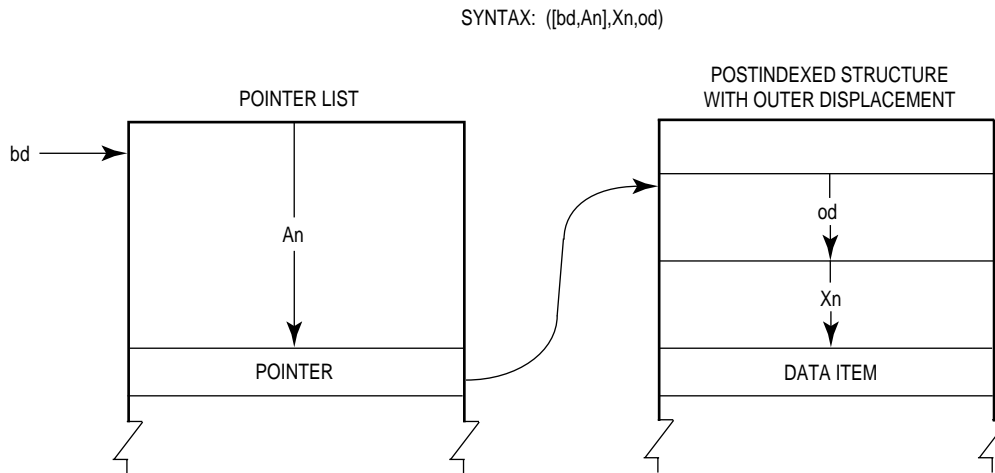 SYNTAX: ([bd,An],Xn,od)
POINTER LIST
POSTINDEXED STRUCTURE
WITH OUTER DISPLACEMENT
bd
An
POINTER
od
Xn
DATA ITEM